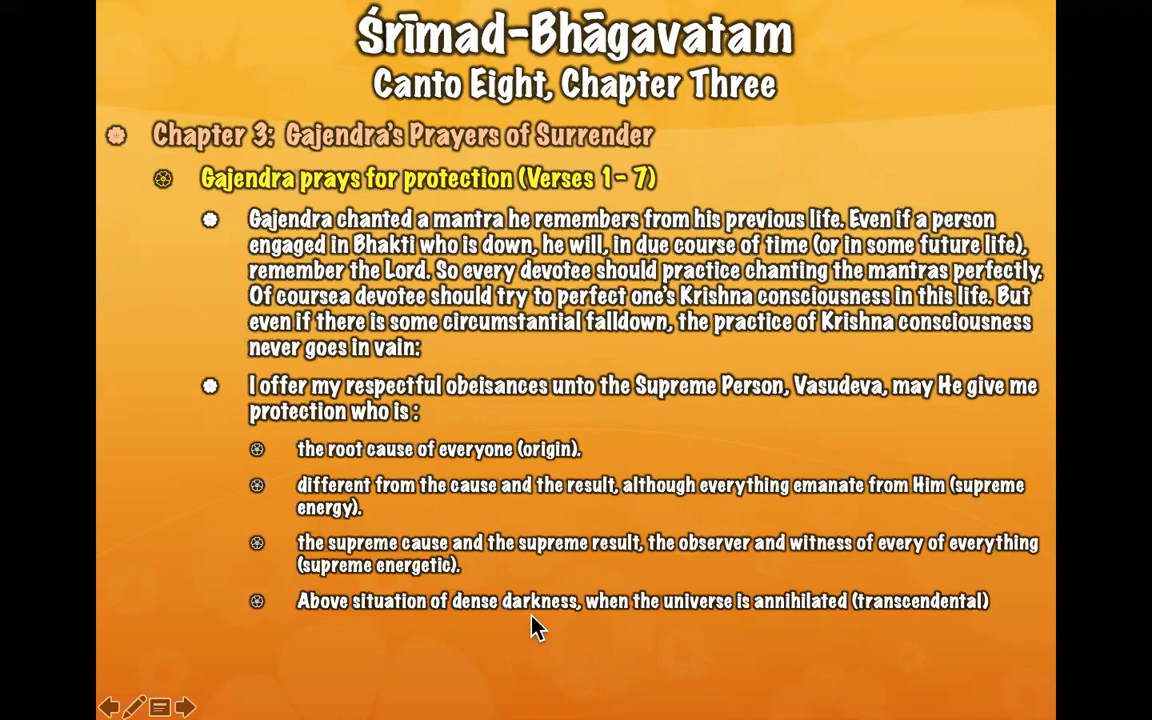 Śrīmad-Bhāgavatam
Canto Eight, Chapter Three
Chapter 3: Gajendra's Prayers of Surrender
Gajendra prays for protection (Verses 1- 7)
Gajendra chanted a mantra he remembers from his previous life. Even if a person
engaged in Bhakti who is down, he will, in due course of time (or in some future life),
remember the Lord. So every devotee should practice chanting the mantras perfectly.
Of coursea devotee should try to perfect one's Krishna consciousness in this life. But
even if there is some circumstantial falldown, the practice of Krishna consciousness
never goes in vain:
I offer my respectful obeisances unto the Supreme Person, Vasudeva, may He give me
protection who is :
the root cause of everyone (origin).
different from the cause and the result, although everything emanate from Him (supreme
energy).
the supreme cause and the supreme result, the observer and witness of every of everything
(supreme energetic).
Above situation of dense darkness, when the universe is annihilated (transcendental)